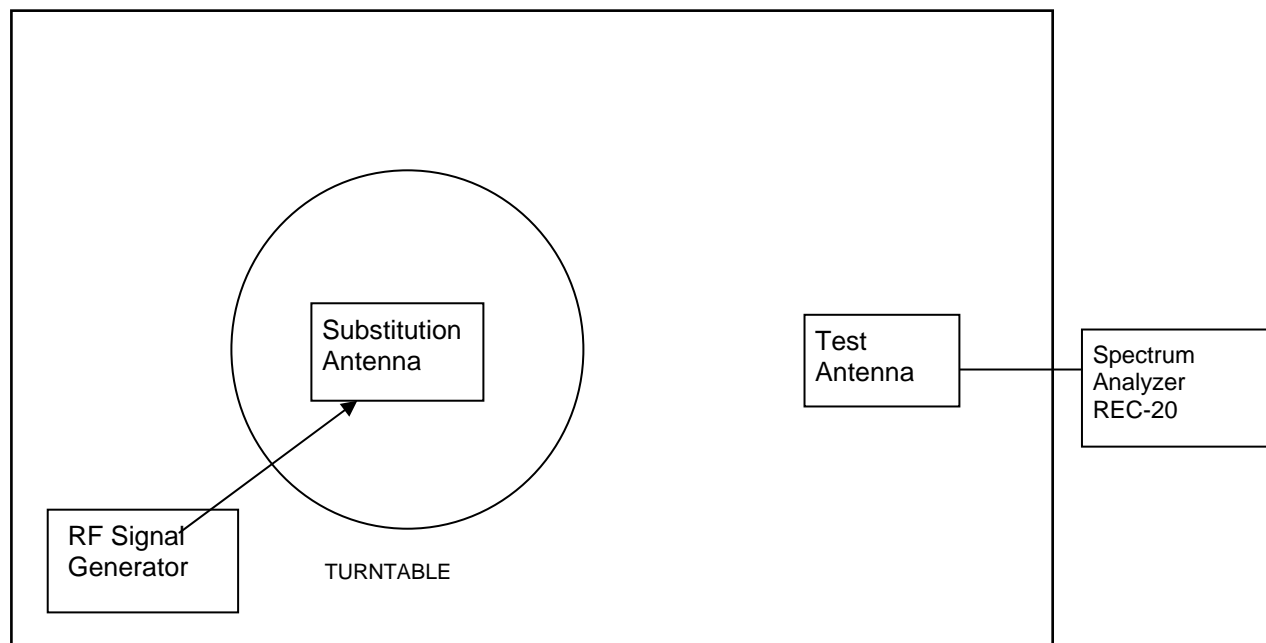 Substitution
Antenna
Test
Antenna
Spectrum
Analyzer
REC-20
RF Signal
Generator
TURNTABLE